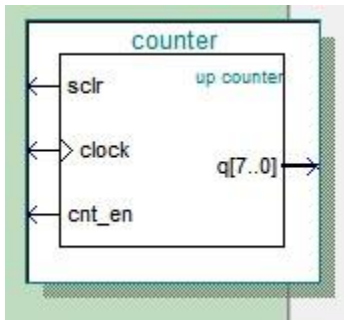 counter
up counter
sclr
clock
q[7..0]
cnt_en